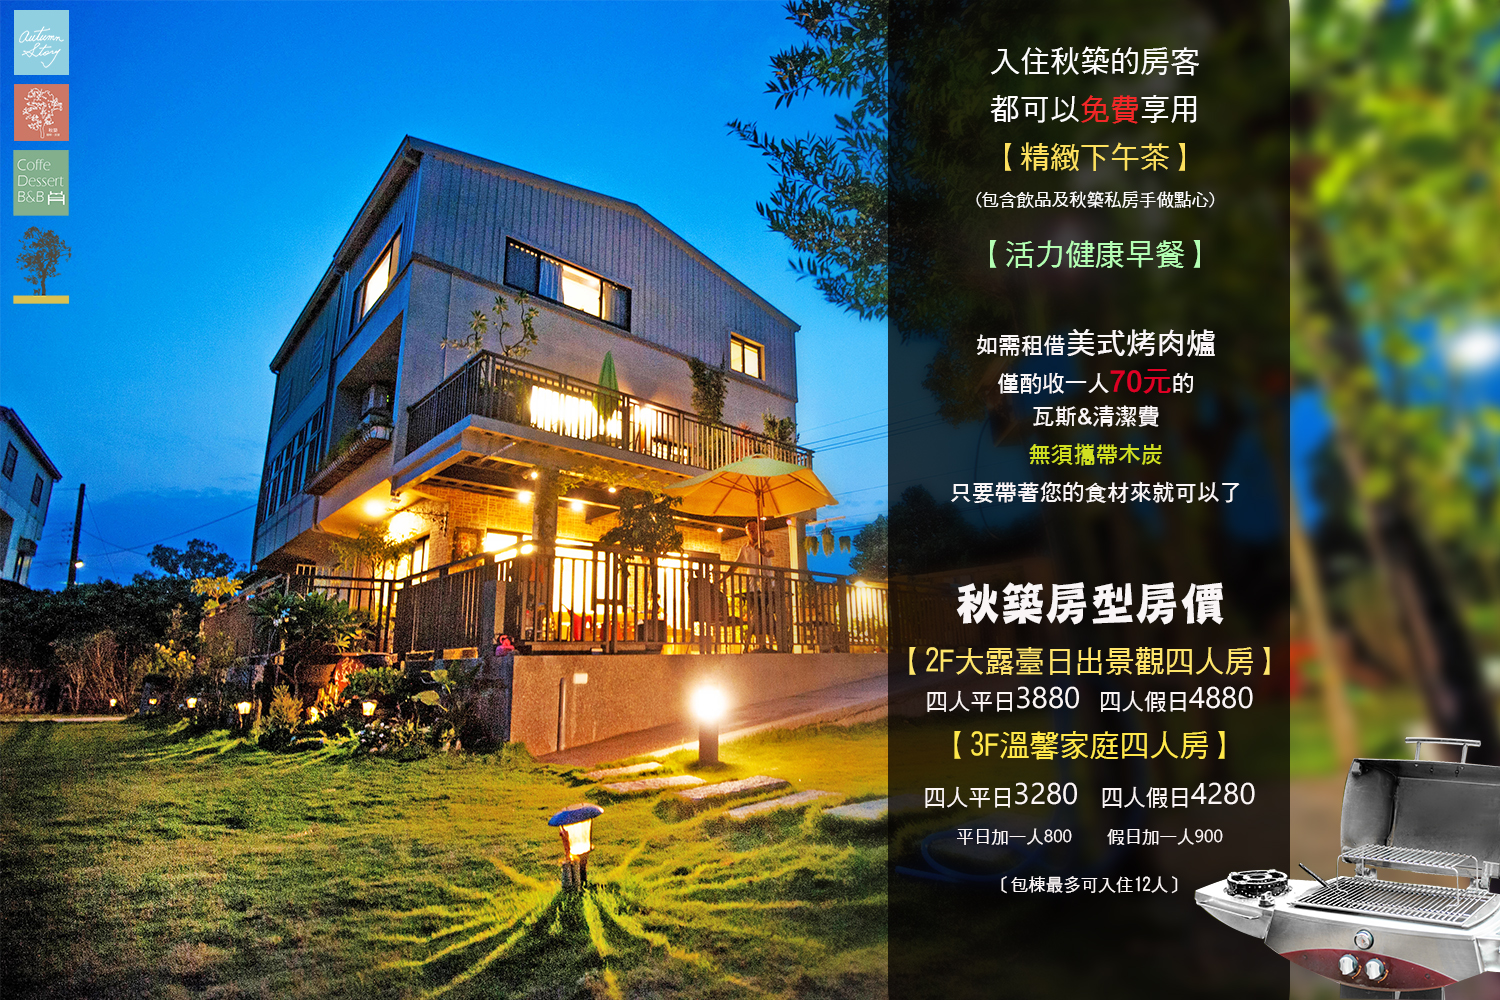 autumn
Story
秋築
Coffe
Dessert
B&B
入住秋築的房客
都可以免費享用
【精緻下午茶】
(包含飲品及秋築私房手做點心)
【活力健康早餐】
如需租借美式烤肉爐
僅酌收一人70元的
瓦斯&清潔費
無須攜帶木炭
只要帶著您的食材來就可以了
秋築房型房價
【2F大露臺日出景觀四人房】
四人平日3880 四人假日4880
【3F溫馨家庭四人房】
四人平日3280 四人假日4280
平日加一人800 假日加一人900
〔包棟最多可入住12人〕